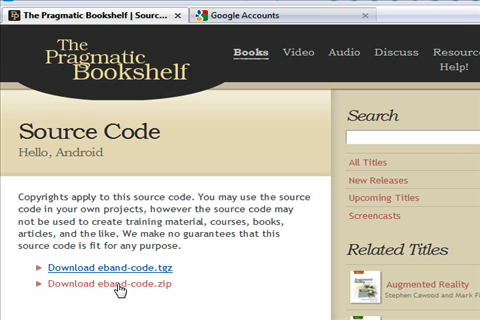 The Pragmatic Bookshelf | Sourc...
Google Accounts
The
Pragmatic
Bookshelf
Books Video Audio Discuss Resource
Help!
Source Code
Hello, Android
Search
All Titles
New Releases
Upcoming Titles
Screencasts
Copyrights apply to this source code. You may use the source
code in your own projects, however the source code may
not be used to create training material, courses, books,
articles, and the like. We make no guarantees that this
source code is fit for any purpose.
Download eband-code.tgz
Download eband-code.zip
Related Titles
Augmented Reality
Stephen Cawood and Mark F